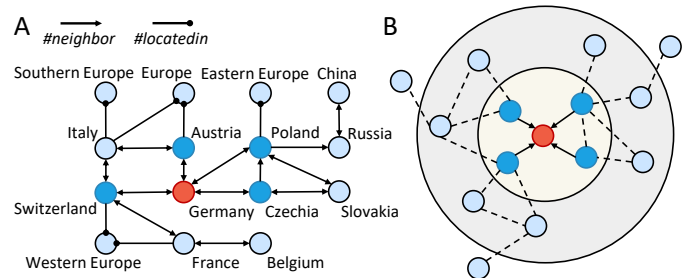 A
B
#neighbor #locatedin
Southern Europe Europe Eastern Europe China
Italy Austria Poland Russia
Switzerland Germany Czechia Slovakia
Western Europe France Belgium